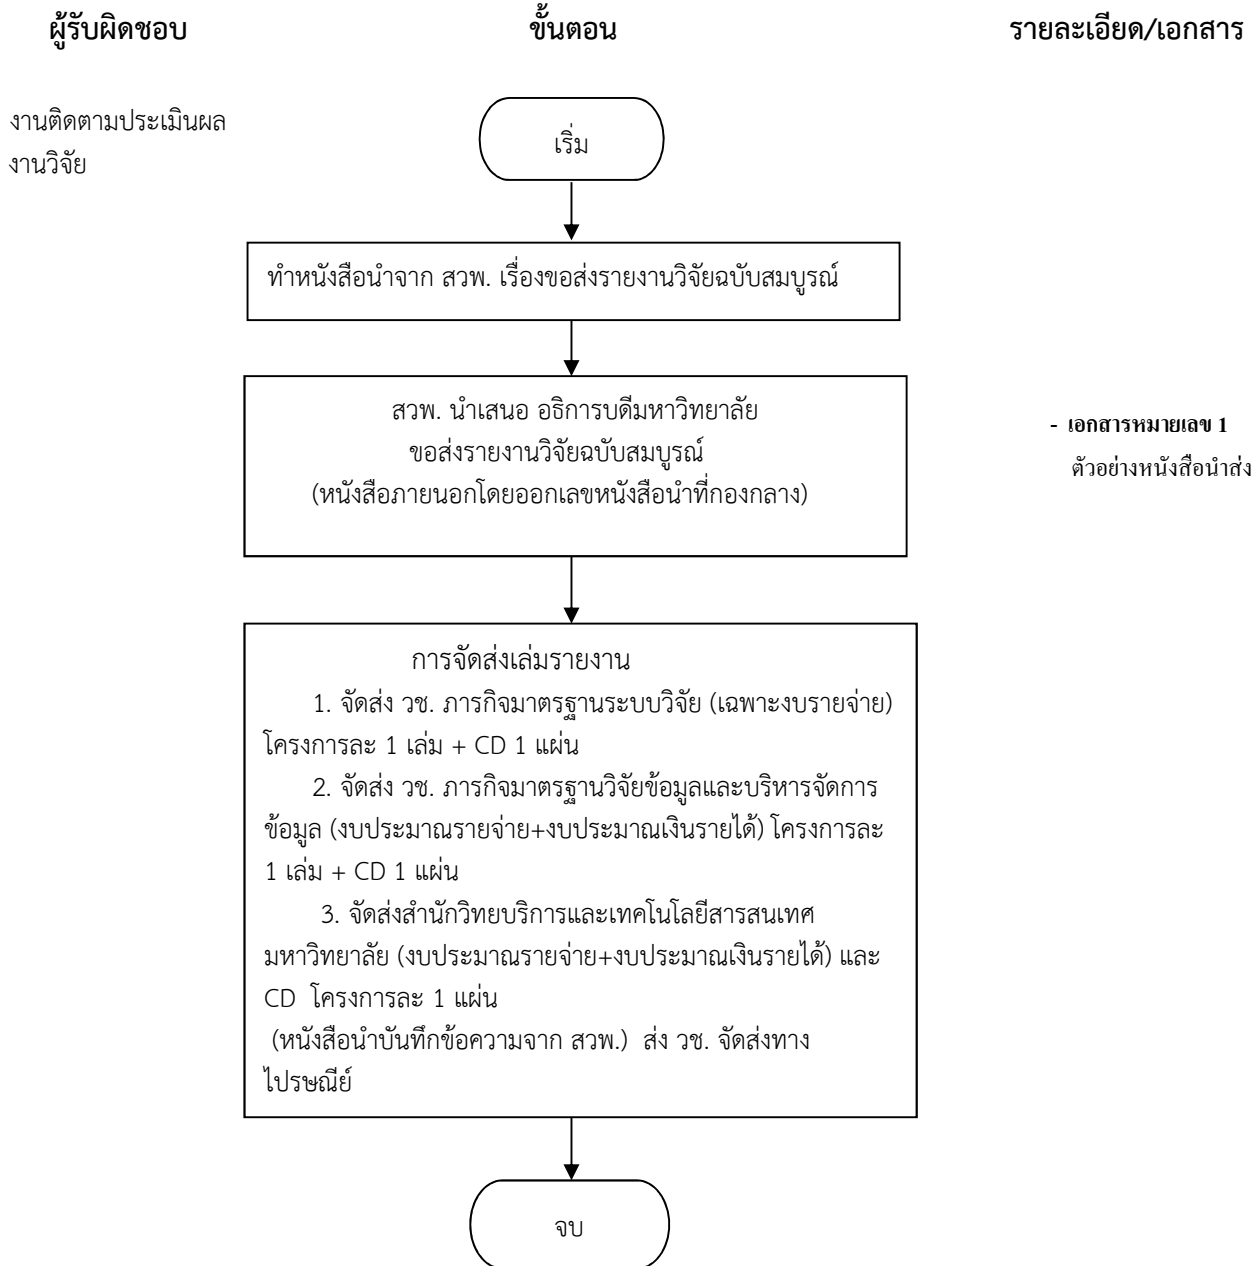 ผู้รับผิดชอบ
ขั้นตอน
รายละเอียด/เอกสาร
งานติดตามประเมินผล
งานวิจัย
เริ่ม
ทำหนังสือนำจาก สวพ. เรื่องขอส่งรายงานวิจัยฉบับสมบูรณ์
สวพ. นำเสนอ อธิการบดีมหาวิทยาลัย
ขอส่งรายงานวิจัยฉบับสมบูรณ์
(หนังสือภายนอกโดยออกเลขหนังสือนำที่กองกลาง)
- เอกสารหมายเลข 1
ตัวอย่างหนังสือนำส่ง
การจัดส่งเล่มรายงาน
1. จัดส่ง วช. ภารกิจมาตรฐานระบบวิจัย (เฉพาะงบรายจ่าย)
โครงการละ 1 เล่ม + CD 1 แผ่น
2. จัดส่ง วช. ภารกิจมาตรฐานวิจัยข้อมูลและบริหารจัดการ
ข้อมูล (งบประมาณรายจ่าย+งบประมาณเงินรายได้) โครงการละ
1 เล่ม + CD 1 แผ่น
3. จัดส่งสำนักวิทยบริการและเทคโนโลยีสารสนเทศ
มหาวิทยาลัย (งบประมาณรายจ่าย+งบประมาณเงินรายได้) และ
CD โครงการละ 1 แผ่น
(หนังสือนำบันทึกข้อความจาก สวพ.) ส่ง วช. จัดส่งทาง
ไปรษณีย์
จบ